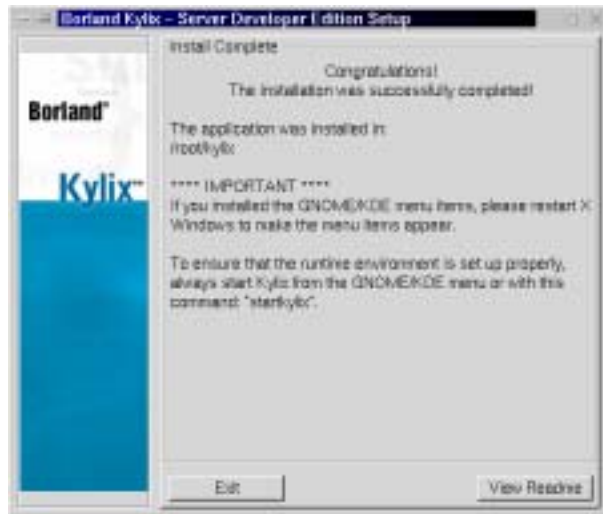 Borland Kylix - Server Developer Edition Setup
Install Complete
Congratulations!
The installation was successfully completed!
Borland®
Kylix™
The application was installed in:
/root/kylix
**** IMPORTANT ****
If you installed the GNOME/KDE menu items, please restart X
Windows to make the menu items appear.
To ensure that the runtime environment is set up properly,
always start Kylix from the GNOME/KDE menu or with this
command: "startkylix".
Exit
View Readme